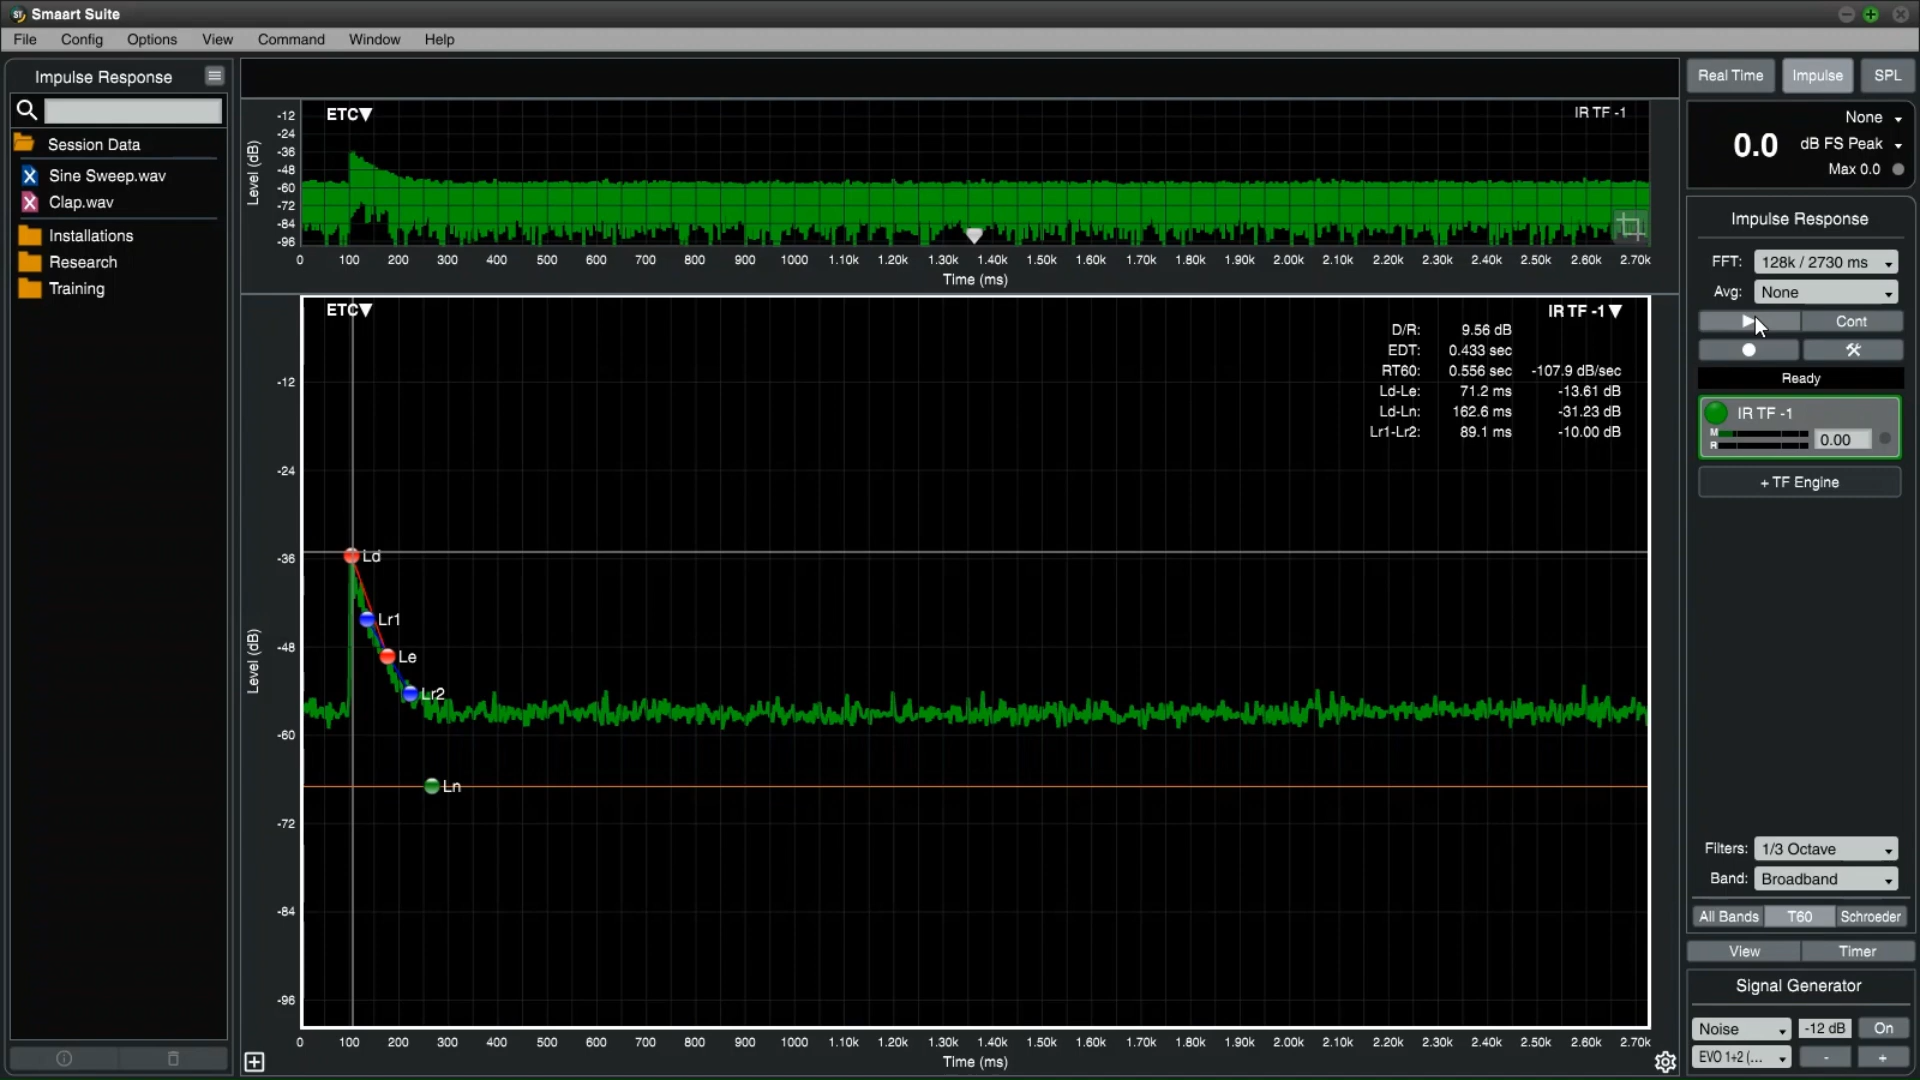 Smaart Suite
File Config Options View Command Window Help
Impulse Response
Session Data
Sine Sweep.wav
Clap.wav
Installations
Research
Training
ETC▼ IR TF -1
-12
-24
-36
-48
-60
-72
-84
-96
Level (dB)
0 100 200 300 400 500 600 700 800 900 1000 1.10k 1.20k 1.30k 1.40k 1.50k 1.60k 1.70k 1.80k 1.90k 2.00k 2.10k 2.20k 2.30k 2.40k 2.50k 2.60k 2.70k
Time (ms)
ETC▼ IR TF -1▼
D/R: 9.56 dB
EDT: 0.433 sec
RT60: 0.556 sec -107.9 dB/sec
Ld-Le: 71.2 ms -13.61 dB
Ld-Ln: 162.6 ms -31.23 dB
Lr1-Lr2: 89.1 ms -10.00 dB
-12
-24
-36
-48
-60
-72
-84
-96
Level (dB)
Ld
Lr1
Le
Lr2
Ln
0 100 200 300 400 500 600 700 800 900 1000 1.10k 1.20k 1.30k 1.40k 1.50k 1.60k 1.70k 1.80k 1.90k 2.00k 2.10k 2.20k 2.30k 2.40k 2.50k 2.60k 2.70k
Time (ms)
Real Time Impulse SPL
None
0.0 dB FS Peak
Max 0.0
Impulse Response
FFT: 128k / 2730 ms
Avg: None
Cont
Ready
IR TF -1
M
R
0.00
+ TF Engine
Filters: 1/3 Octave
Band: Broadband
All Bands T60 Schroeder
View Timer
Signal Generator
Noise -12 dB On
EVO 1+2 (... - +